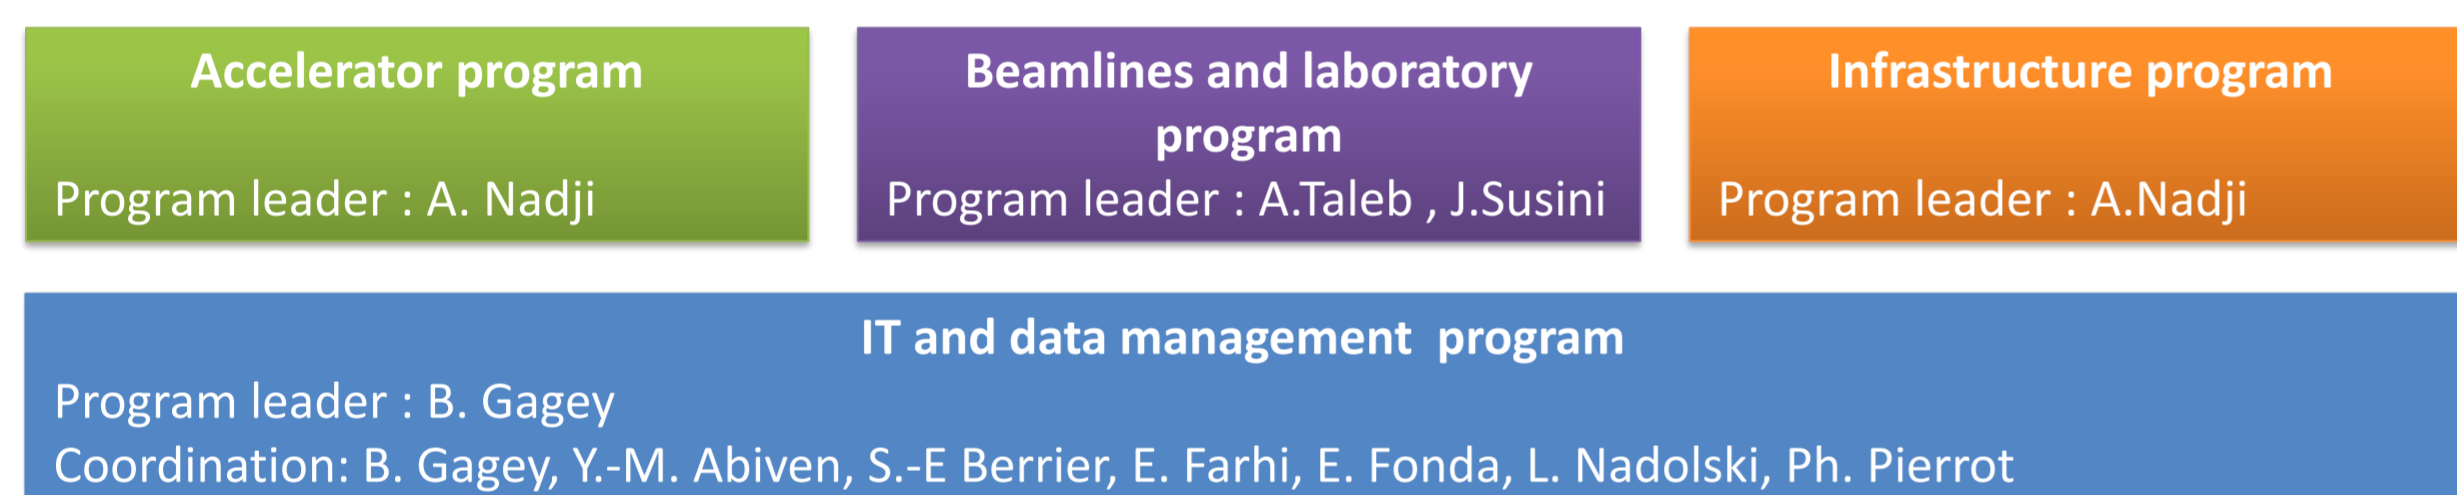 Accelerator program
Program leader : A. Nadji
Beamlines and laboratory
program
Program leader : A.Taleb , J.Susini
Infrastructure program
Program leader : A.Nadji
IT and data management  program
Program leader : B. Gagey
Coordination: B. Gagey, Y.-M. Abiven, S.-E Berrier, E. Farhi, E. Fonda, L. Nadolski, Ph. Pierrot